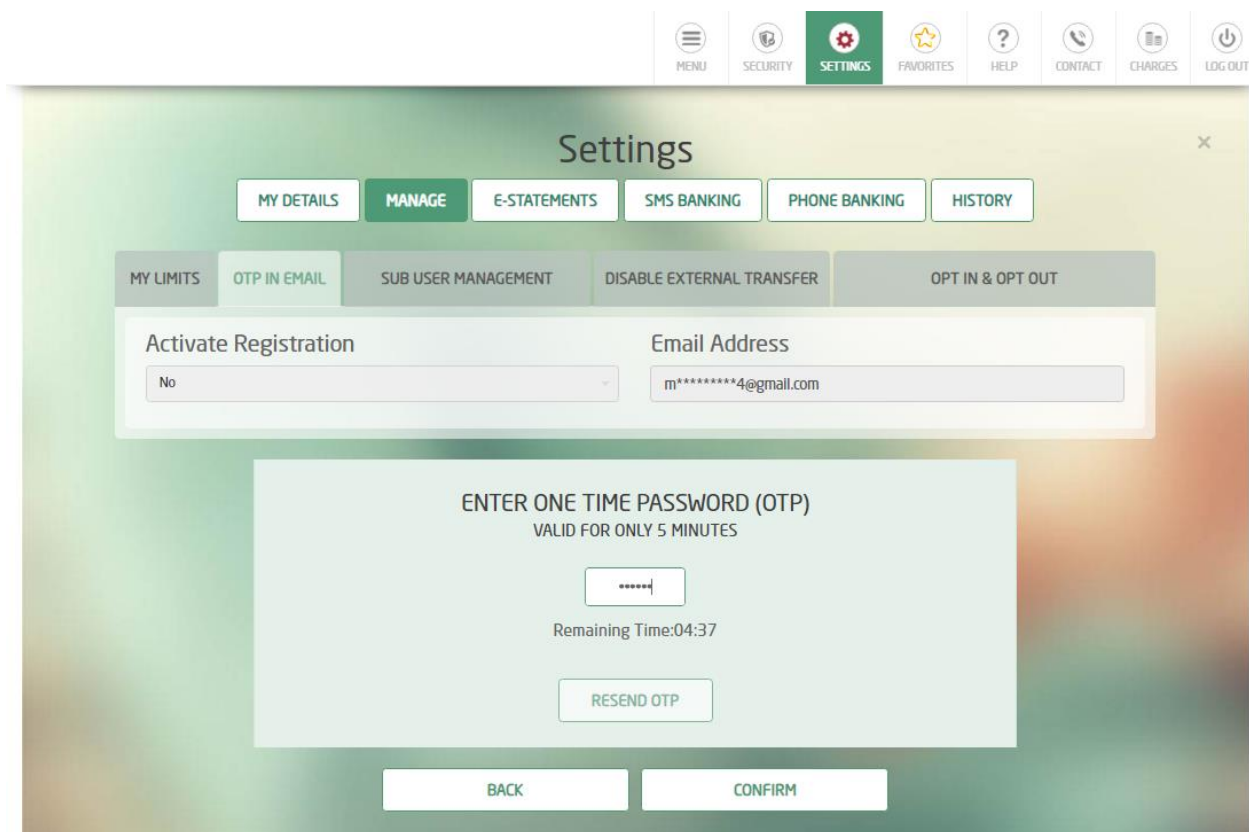 MENU SECURITY SETTINGS FAVORITES HELP CONTACT CHARGES LOG OUT
Settings
×
MY DETAILS MANAGE E-STATEMENTS SMS BANKING PHONE BANKING HISTORY
MY LIMITS OTP IN EMAIL SUB USER MANAGEMENT DISABLE EXTERNAL TRANSFER OPT IN & OPT OUT
Activate Registration Email Address
No m*********4@gmail.com
ENTER ONE TIME PASSWORD (OTP)
VALID FOR ONLY 5 MINUTES
••••••
Remaining Time:04:37
RESEND OTP
BACK CONFIRM